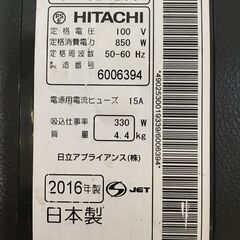 HITACHI
定格電圧 100 V
定格消費電力 850 W
定格周波数 50-60 Hz
製造番号 6006394
電源用電流ヒューズ 15A
吸込仕事率 330 W
質量 4.4 kg
日立アプライアンス(株)
2016年製 S JET
日本製
*49025300193396006394*